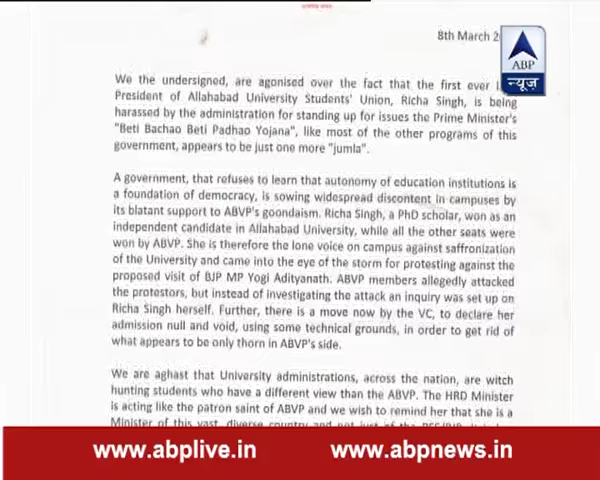 8th March 2
ABP
न्यूज़
We the undersigned, are agonised over the fact that the first ever
President of Allahabad University Students' Union, Richa Singh, is being
harassed by the administration for standing up for issues the Prime Minister's
"Beti Bachao Beti Padhao Yojana", like most of the other programs of this
government, appears to be just one more "jumla".
A government, that refuses to learn that autonomy of education institutions is
a foundation of democracy, is sowing widespread discontent in campuses by
its blatant support to ABVP's goondaism. Richa Singh, a PhD scholar, won as an
independent candidate in Allahabad University, while all the other seats were
won by ABVP. She is therefore the lone voice on campus against saffronization
of the University and came into the eye of the storm for protesting against the
proposed visit of BJP MP Yogi Adityanath. ABVP members allegedly attacked
the protestors, but instead of investigating the attack an inquiry was set up on
Richa Singh herself. Further, there is a move now by the VC, to declare her
admission null and void, using some technical grounds, in order to get rid of
what appears to be only thorn in ABVP's side.
We are aghast that University administrations, across the nation, are witch
hunting students who have a different view than the ABVP. The HRD Minister
is acting like the patron saint of ABVP and we wish to remind her that she is a
Minister of this vast, diverse country and not just of the
www.abplive.in
www.abpnews.in